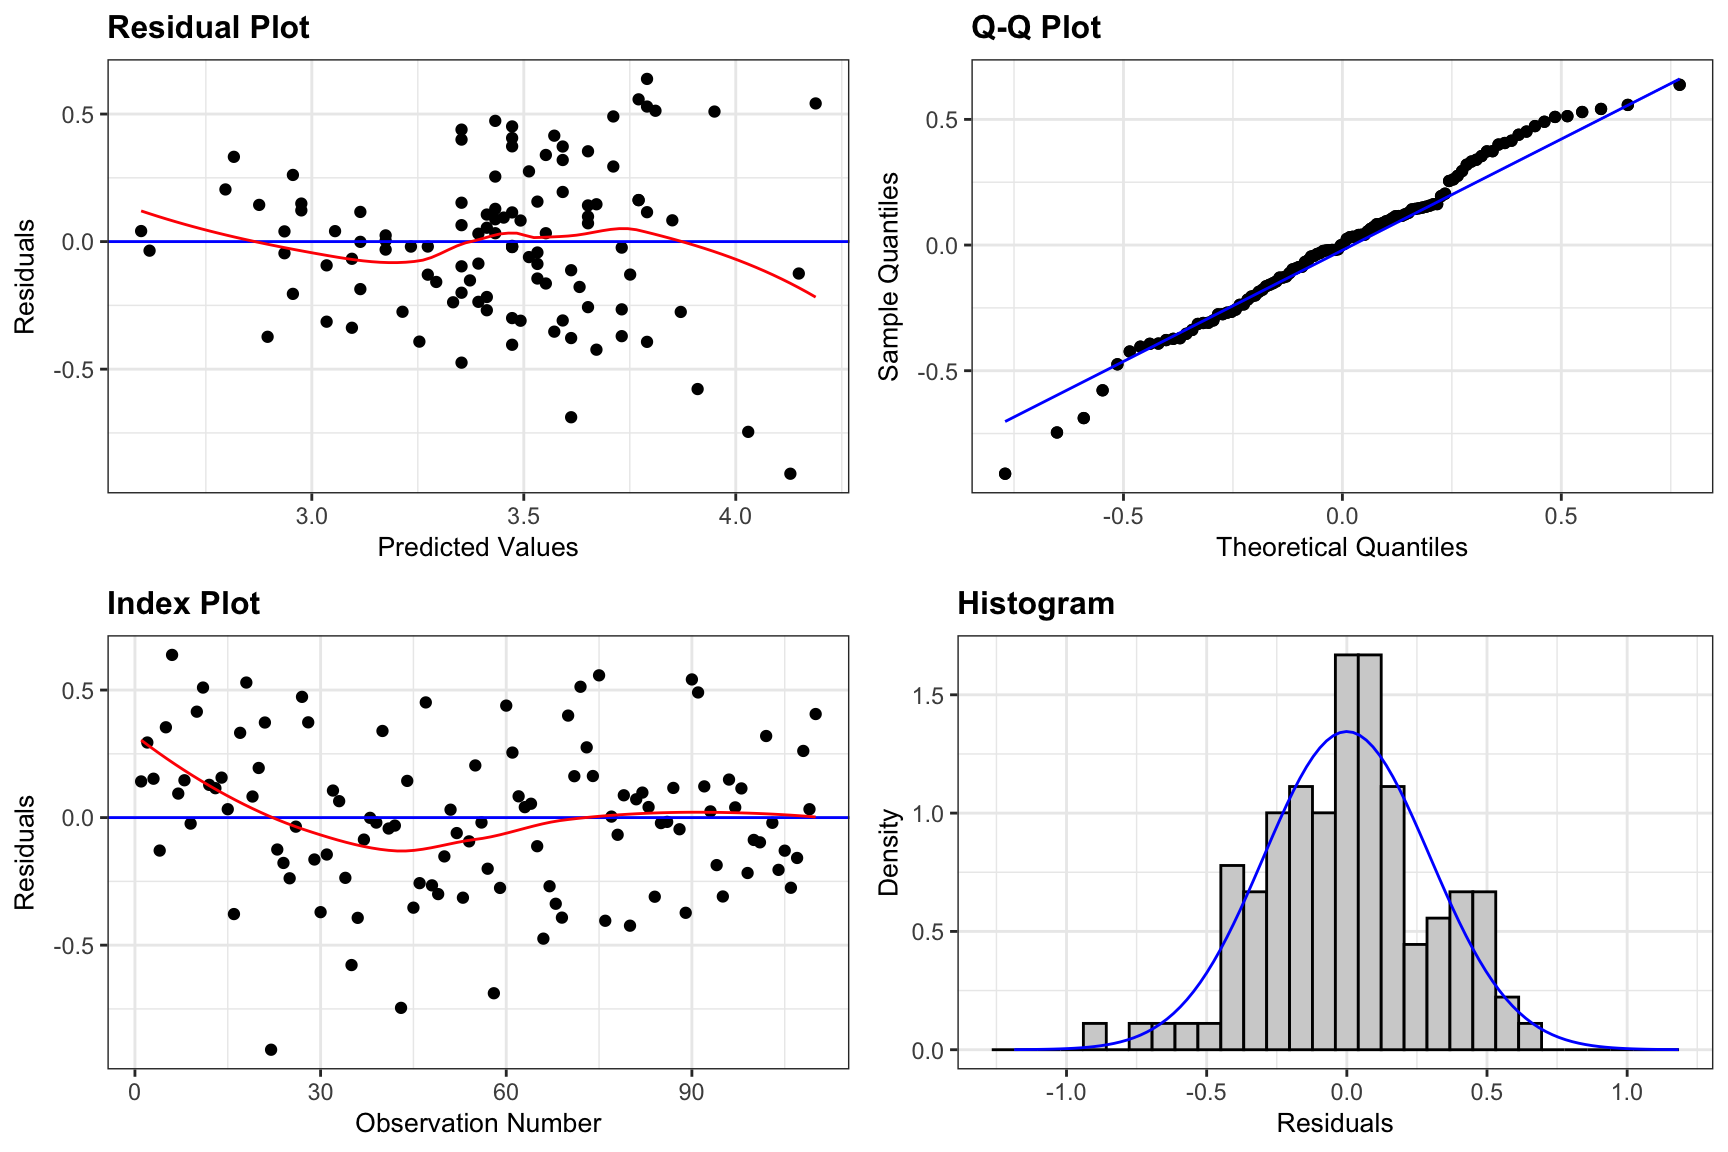 Residual Plot
Residuals
0.5
0.0
-0.5
3.0 3.5 4.0
Predicted Values
Q-Q Plot
Sample Quantiles
0.5
0.0
-0.5
-0.5 0.0 0.5
Theoretical Quantiles
Index Plot
Residuals
0.5
0.0
-0.5
0 30 60 90
Observation Number
Histogram
Density
1.5
1.0
0.5
0.0
-1.0 -0.5 0.0 0.5 1.0
Residuals